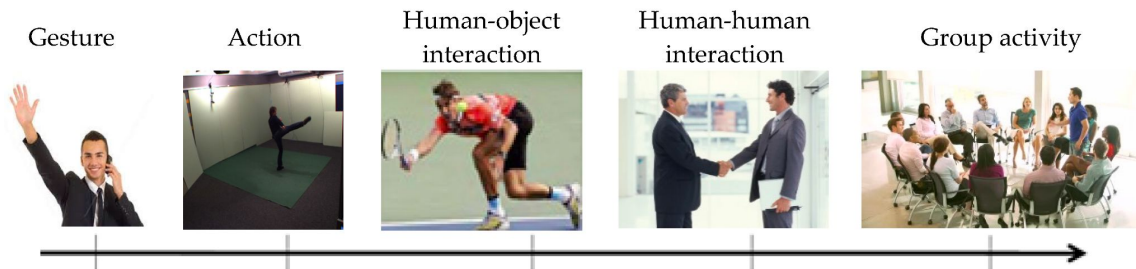 Gesture
Action
Human-object
interaction
Human-human
interaction
Group activity